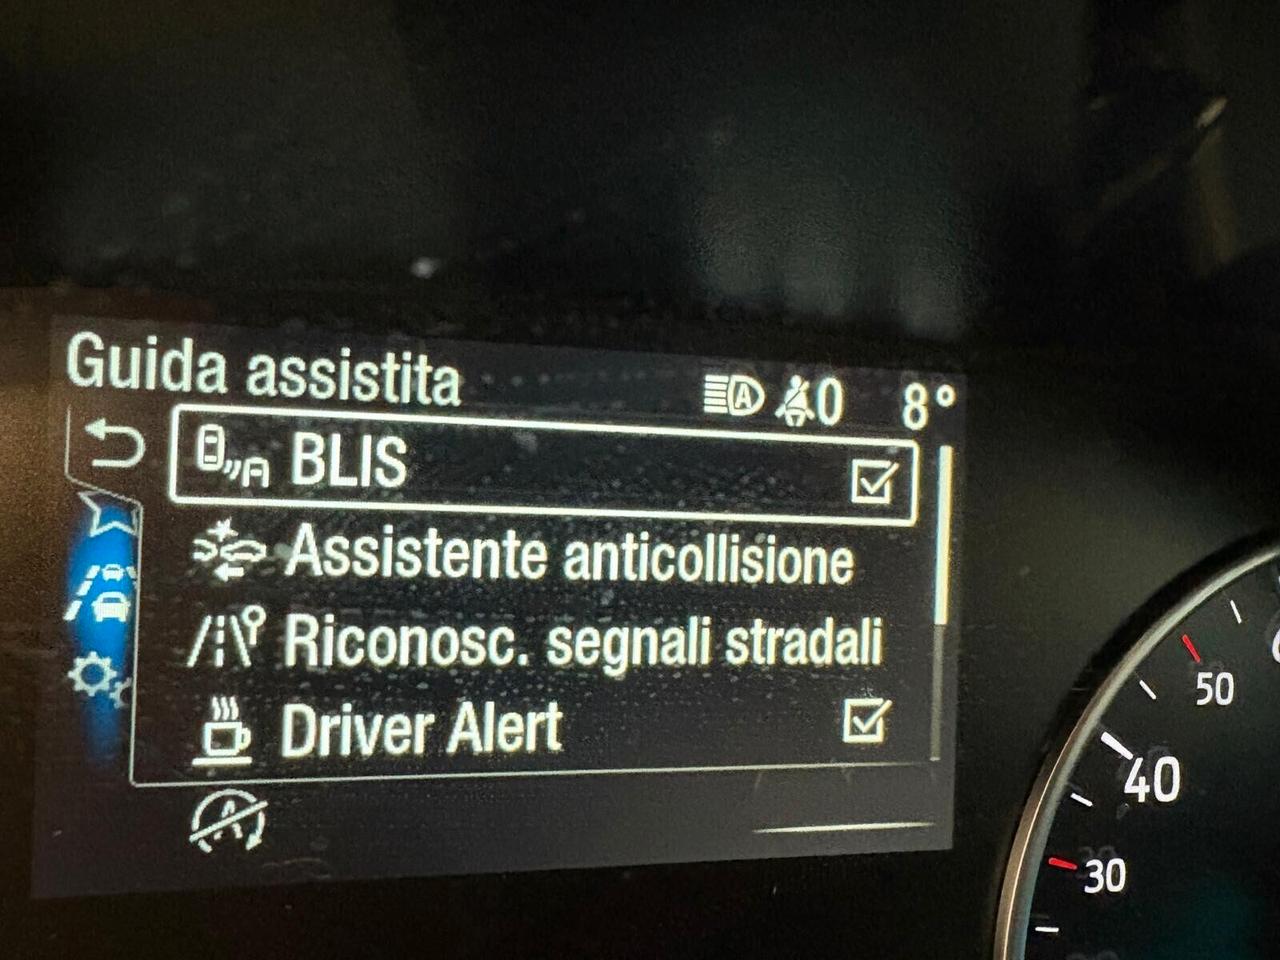 Guida assistita
A 0 8°
BLIS
Assistente anticollisione
Riconosc. segnali stradali
Driver Alert
A
50
40
30